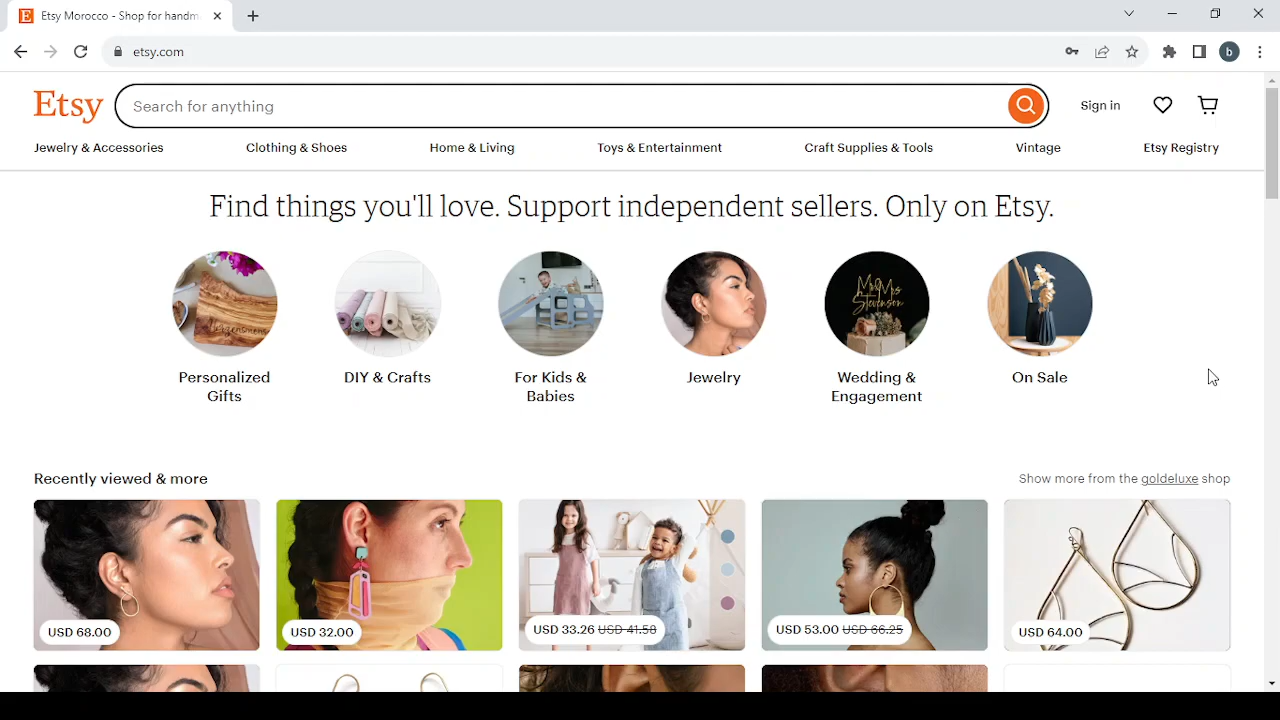 Etsy Morocco - Shop for handm
etsy.com
b
Etsy
Search for anything
Sign in
Jewelry & Accessories
Clothing & Shoes
Home & Living
Toys & Entertainment
Craft Supplies & Tools
Vintage
Etsy Registry
Find things you'll love. Support independent sellers. Only on Etsy.
Mr & Mrs
Stevenson
Personalized
Gifts
DIY & Crafts
For Kids &
Babies
Jewelry
Wedding &
Engagement
On Sale
Recently viewed & more
Show more from the goldeluxe shop
USD 68.00
USD 32.00
USD 33.26 USD 41.58
USD 53.00 USD 66.25
USD 64.00